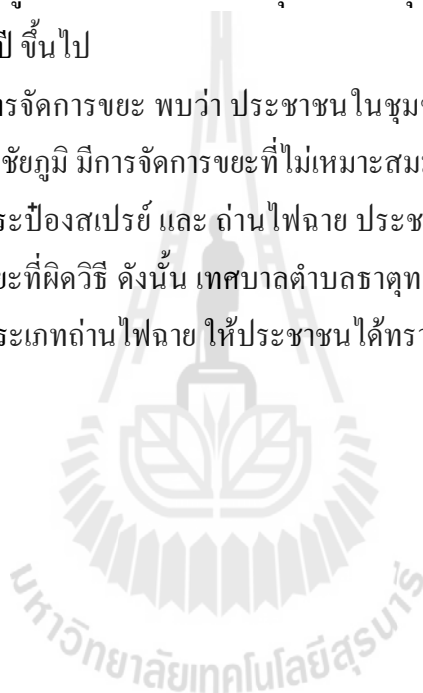 ปี ขึ้นไป
ารจัดการขยะ พบว่า ประชาชนในชุมช
ชัยภูมิ มีการจัดการขยะที่ไม่เหมาะสม
ระป๋องสเปรย์ และ ถ่านไฟฉาย ประช
ยะที่ผิดวิธี ดังนั้น เทศบาลตำบลธาตุท
ระเภทถ่านไฟฉาย ให้ประชาชนได้ทรา
มหาวิทยาลัยเทคโนโลยีสุรนารี